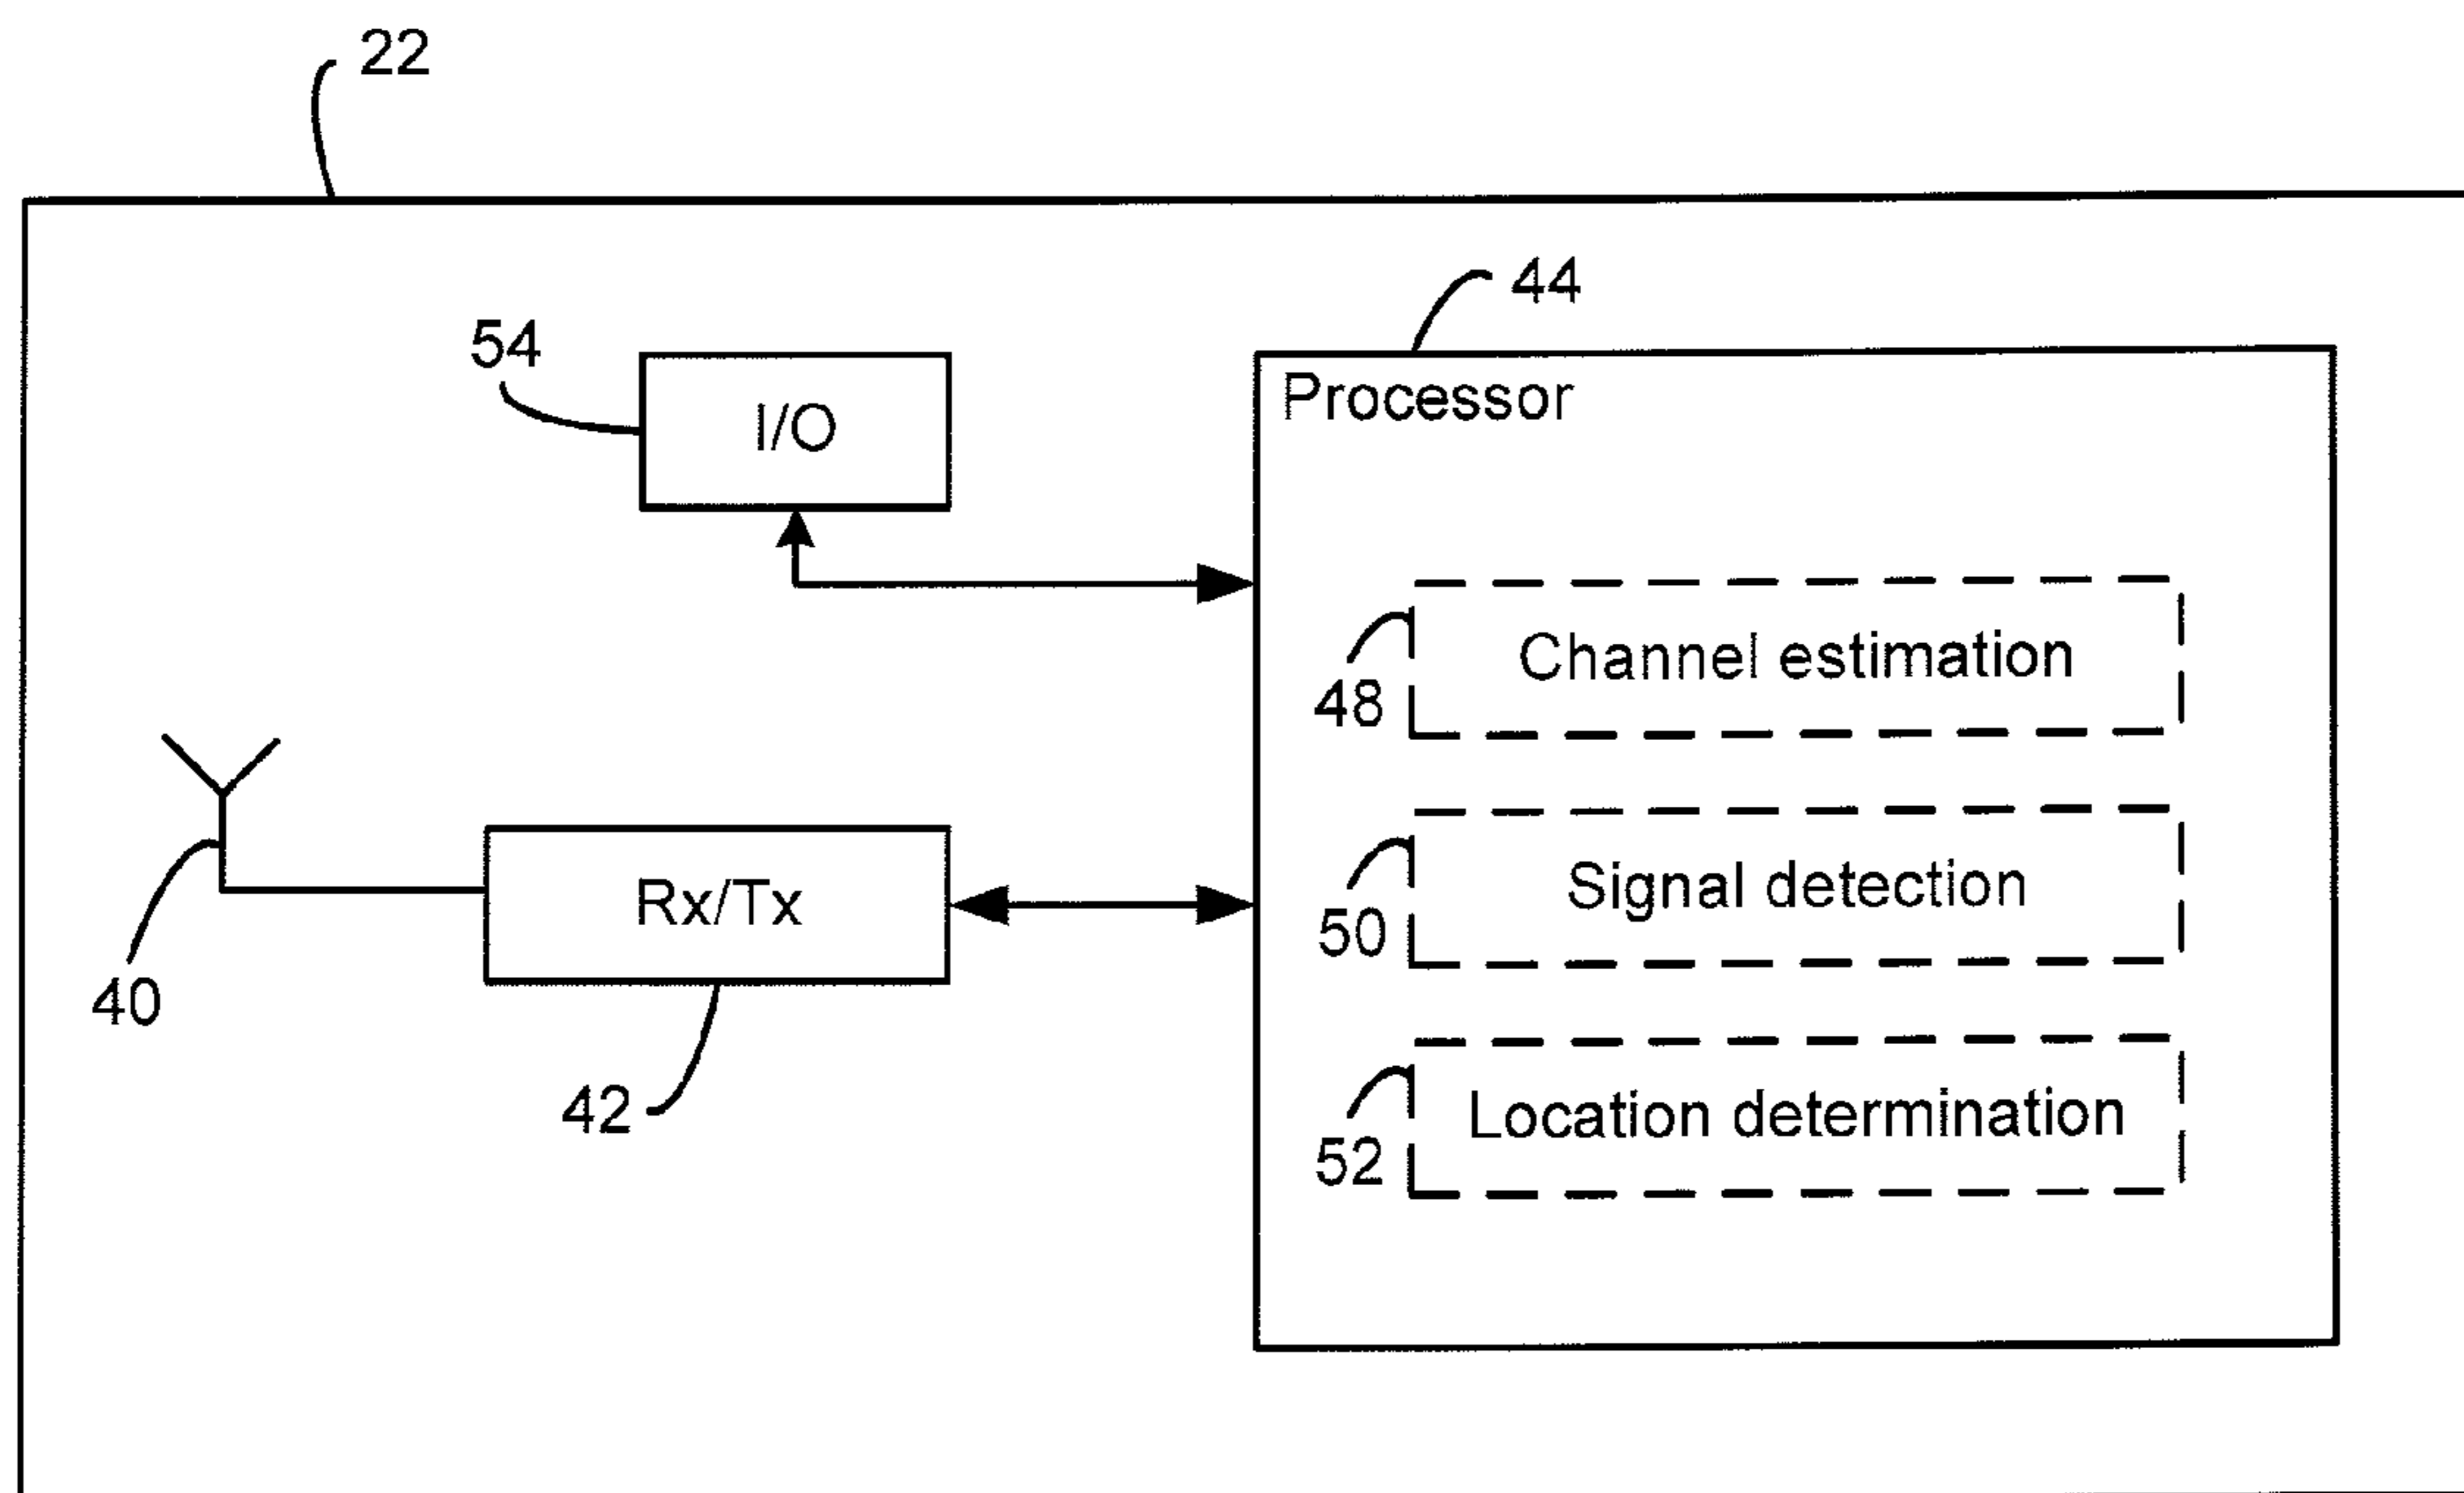 22
44
54
I/O
Processor
Channel estimation
48
Signal detection
50
Rx/Tx
40
42
Location determination
52